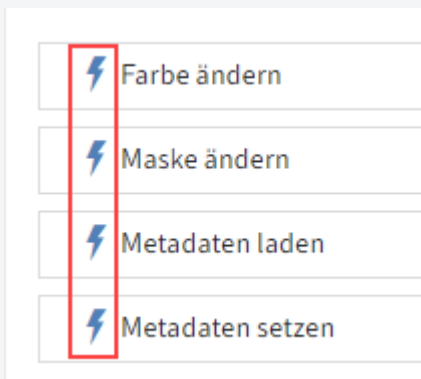 Farbe ändern
Maske ändern
Metadaten laden
Metadaten setzen